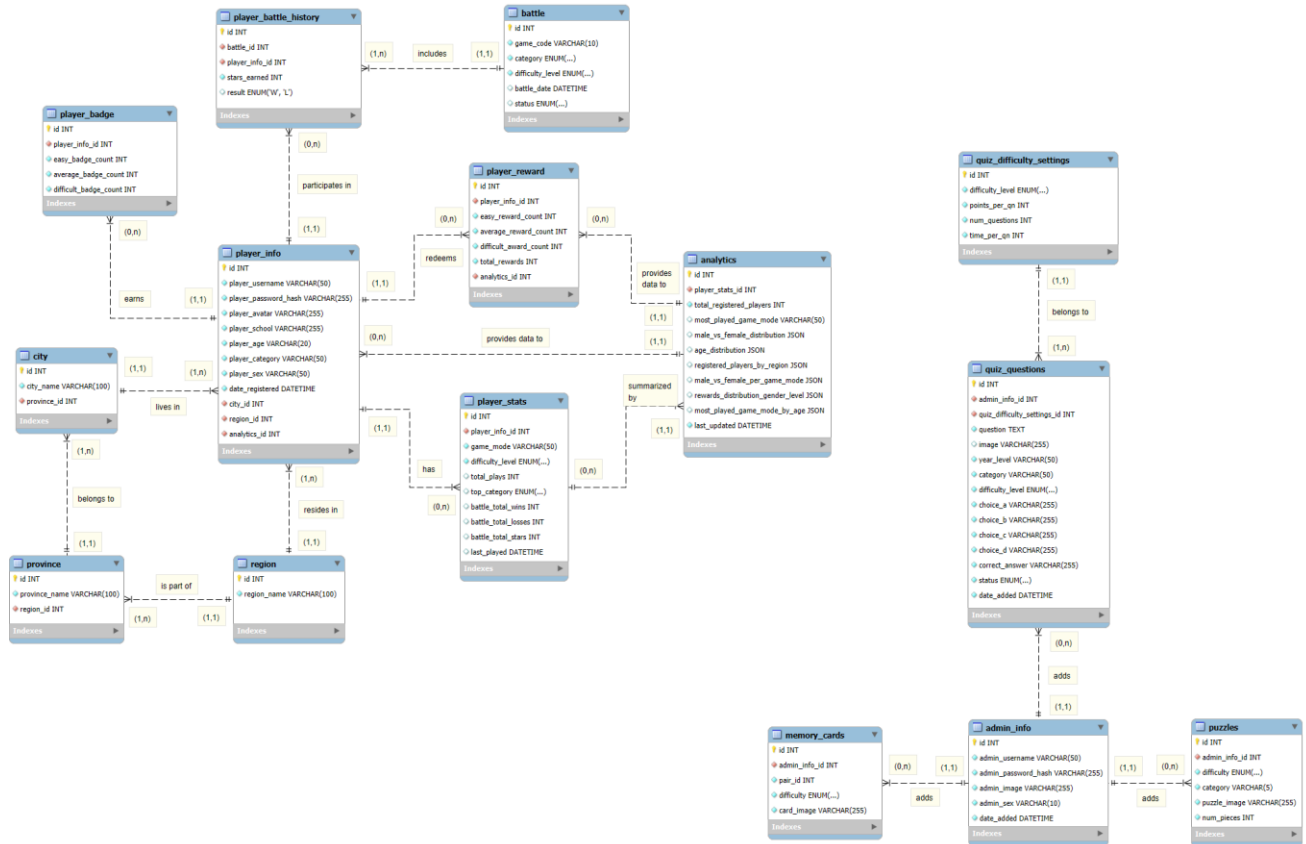 player_battle_history
id INT
battle_id INT
player_info_id INT
stars_earned INT
result ENUM('W', 'L')
Indexes
(1,n)
includes
(1,1)
battle
id INT
game_code VARCHAR(10)
category ENUM(...)
difficulty_level ENUM(...)
battle_date DATETIME
status ENUM(...)
Indexes
player_badge
id INT
player_info_id INT
easy_badge_count INT
average_badge_count INT
difficult_badge_count INT
Indexes
(0,n)
participates in
(1,1)
(0,n)
earns
(1,1)
player_reward
id INT
player_info_id INT
easy_reward_count INT
average_reward_count INT
difficult_award_count INT
total_rewards INT
analytics_id INT
Indexes
(0,n)
redeems
(1,1)
(0,n)
provides
data to
(1,1)
player_info
id INT
player_username VARCHAR(50)
player_password_hash VARCHAR(255)
player_avatar VARCHAR(255)
player_school VARCHAR(255)
player_age VARCHAR(20)
player_category VARCHAR(50)
player_sex VARCHAR(50)
date_registered DATETIME
city_id INT
region_id INT
analytics_id INT
Indexes
(0,n)
provides data to
(1,1)
analytics
id INT
player_stats_id INT
total_registered_players INT
most_played_game_mode VARCHAR(50)
male_vs_female_distribution JSON
age_distribution JSON
registered_players_by_region JSON
male_vs_female_per_game_mode JSON
rewards_distribution_gender_level JSON
most_played_game_mode_by_age JSON
last_updated DATETIME
Indexes
city
id INT
city_name VARCHAR(100)
province_id INT
Indexes
(1,1)
lives in
(1,n)
(1,1)
has
(0,n)
player_stats
id INT
player_info_id INT
game_mode VARCHAR(50)
difficulty_level ENUM(...)
total_plays INT
top_category ENUM(...)
battle_total_wins INT
battle_total_losses INT
battle_total_stars INT
last_played DATETIME
Indexes
summarized
by
(1,1)
(0,n)
(1,n)
belongs to
(1,1)
(1,n)
resides in
(1,1)
province
id INT
province_name VARCHAR(100)
region_id INT
Indexes
is part of
(1,n)
(1,1)
region
id INT
region_name VARCHAR(100)
Indexes
quiz_difficulty_settings
id INT
difficulty_level ENUM(...)
points_per_qn INT
num_questions INT
time_per_qn INT
Indexes
(1,1)
belongs to
(1,n)
quiz_questions
id INT
admin_info_id INT
quiz_difficulty_settings_id INT
question TEXT
image VARCHAR(255)
year_level VARCHAR(50)
category VARCHAR(50)
difficulty_level ENUM(...)
choice_a VARCHAR(255)
choice_b VARCHAR(255)
choice_c VARCHAR(255)
choice_d VARCHAR(255)
correct_answer VARCHAR(255)
status ENUM(...)
date_added DATETIME
Indexes
(0,n)
adds
(1,1)
memory_cards
id INT
admin_info_id INT
pair_id INT
difficulty ENUM(...)
card_image VARCHAR(255)
Indexes
(0,n)
(1,1)
adds
admin_info
id INT
admin_username VARCHAR(50)
admin_password_hash VARCHAR(255)
admin_image VARCHAR(255)
admin_sex VARCHAR(10)
date_added DATETIME
Indexes
(1,1)
(0,n)
adds
puzzles
id INT
admin_info_id INT
difficulty ENUM(...)
category VARCHAR(5)
puzzle_image VARCHAR(255)
num_pieces INT
Indexes